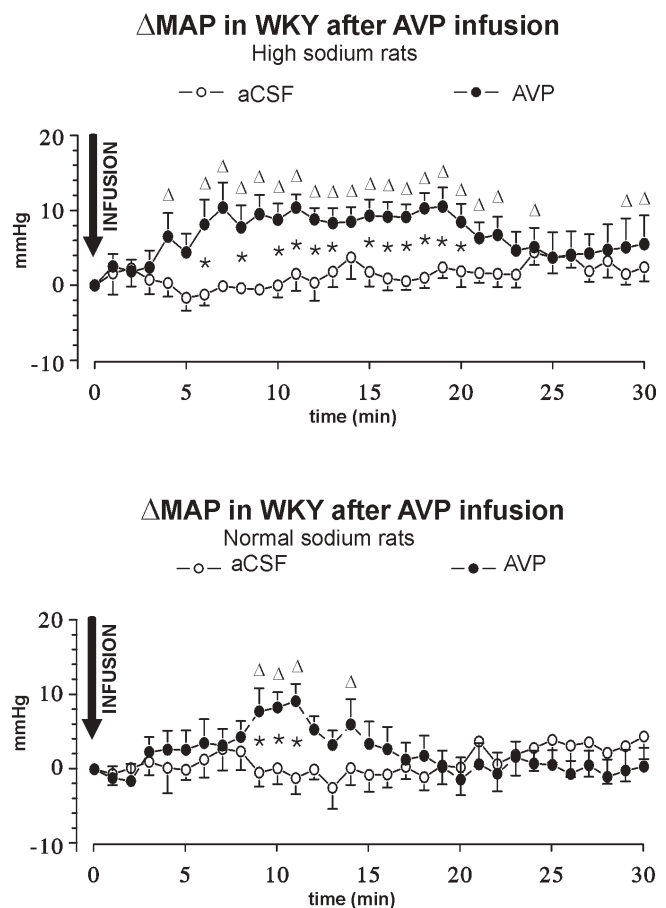 ΔMAP in WKY after AVP infusion
High sodium rats
aCSF AVP
20
10
0
-10
mmHg
INFUSION
Δ Δ Δ Δ Δ Δ Δ Δ Δ Δ Δ Δ Δ Δ Δ Δ Δ Δ Δ Δ Δ
* * * * * * * * * * *
0 5 10 15 20 25 30
time (min)
ΔMAP in WKY after AVP infusion
Normal sodium rats
aCSF AVP
20
10
0
-10
mmHg
INFUSION
Δ Δ Δ Δ
* * *
0 5 10 15 20 25 30
time (min)